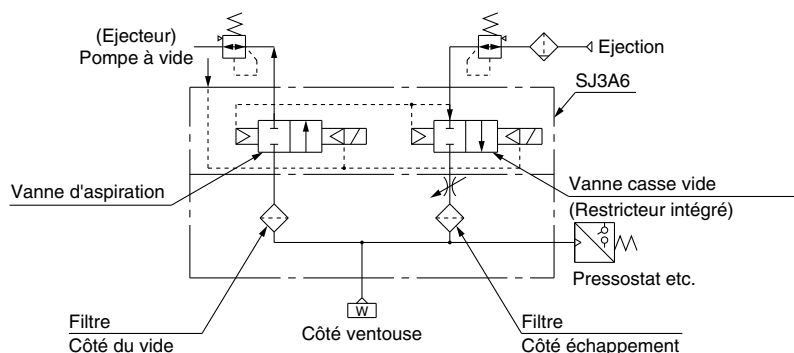 (Ejecteur)
Pompe à vide
Ejection
SJ3A6
Vanne d'aspiration
Vanne casse vide
(Restricteur intégré)
Pressostat etc.
W
Filtre
Côté du vide
Côté ventouse
Filtre
Côté échappement